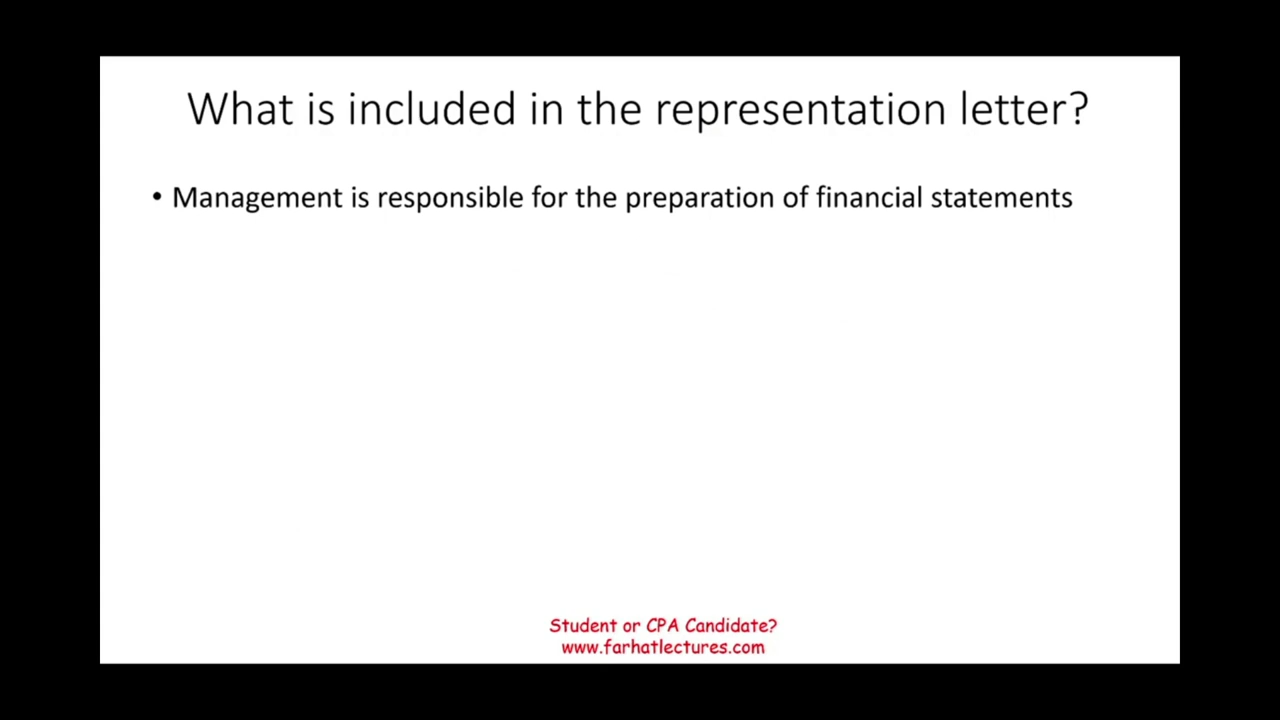 What is included in the representation letter?
• Management is responsible for the preparation of financial statements
Student or CPA Candidate?
www.farhatlectures.com